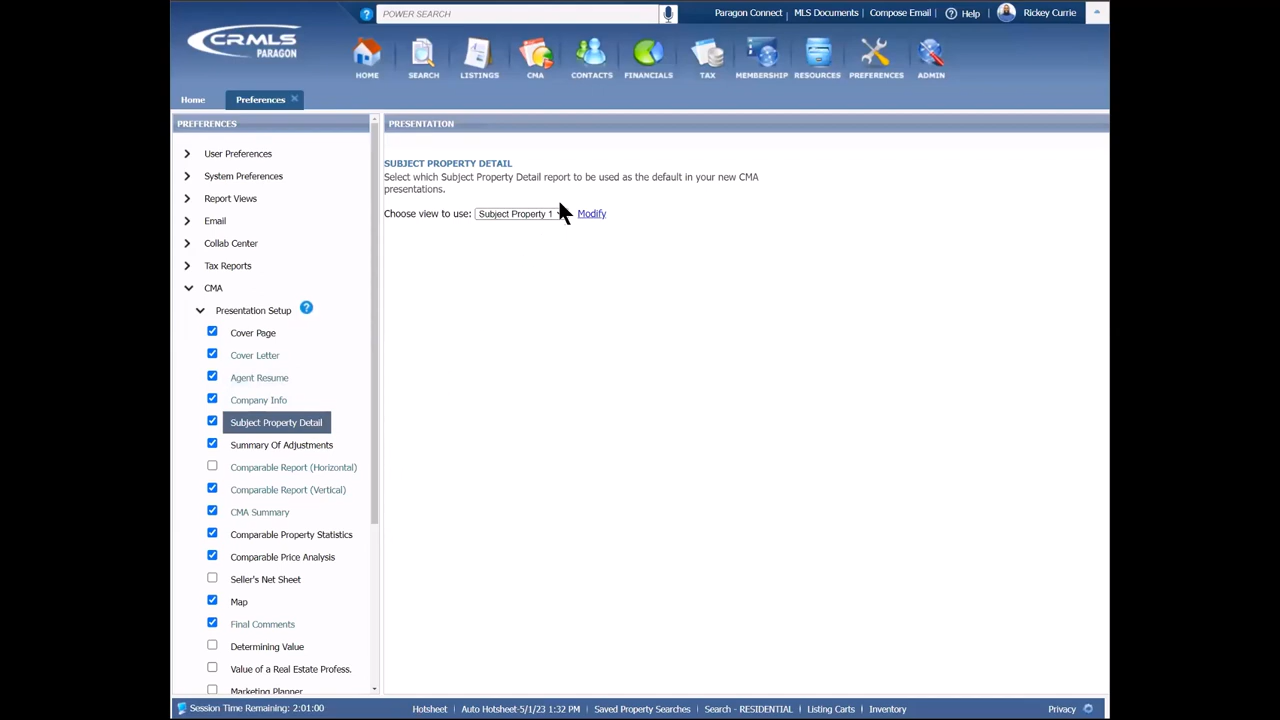 ? POWER SEARCH
Paragon Connect | MLS Documents | Compose Email | ? Help | Rickey Currie
CRMLS
PARAGON
HOME SEARCH LISTINGS CMA CONTACTS FINANCIALS TAX MEMBERSHIP RESOURCES PREFERENCES ADMIN
Home Preferences
PREFERENCES
User Preferences
System Preferences
Report Views
Email
Collab Center
Tax Reports
CMA
Presentation Setup ?
Cover Page
Cover Letter
Agent Resume
Company Info
Subject Property Detail
Summary Of Adjustments
Comparable Report (Horizontal)
Comparable Report (Vertical)
CMA Summary
Comparable Property Statistics
Comparable Price Analysis
Seller's Net Sheet
Map
Final Comments
Determining Value
Value of a Real Estate Profess.
Marketing Planner
PRESENTATION
SUBJECT PROPERTY DETAIL
Select which Subject Property Detail report to be used as the default in your new CMA
presentations.
Choose view to use: Subject Property 1 Modify
Session Time Remaining: 2:01:00
Hotsheet | Auto Hotsheet-5/1/23 1:32 PM | Saved Property Searches | Search - RESIDENTIAL | Listing Carts | Inventory
Privacy